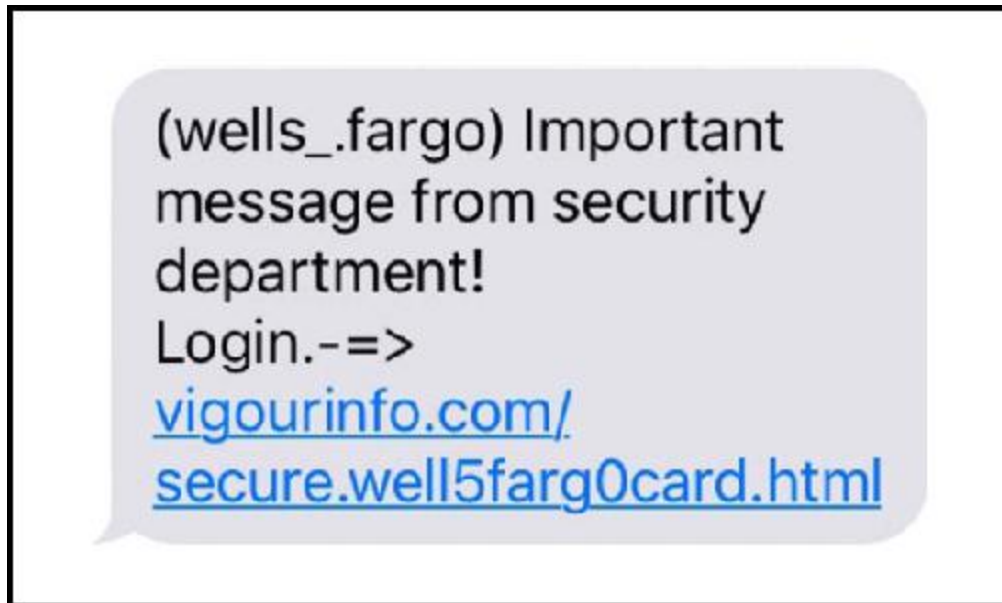 (wells_.fargo) Important
message from security
department!
Login.-=>
vigourinfo.com/
secure.well5farg0card.html